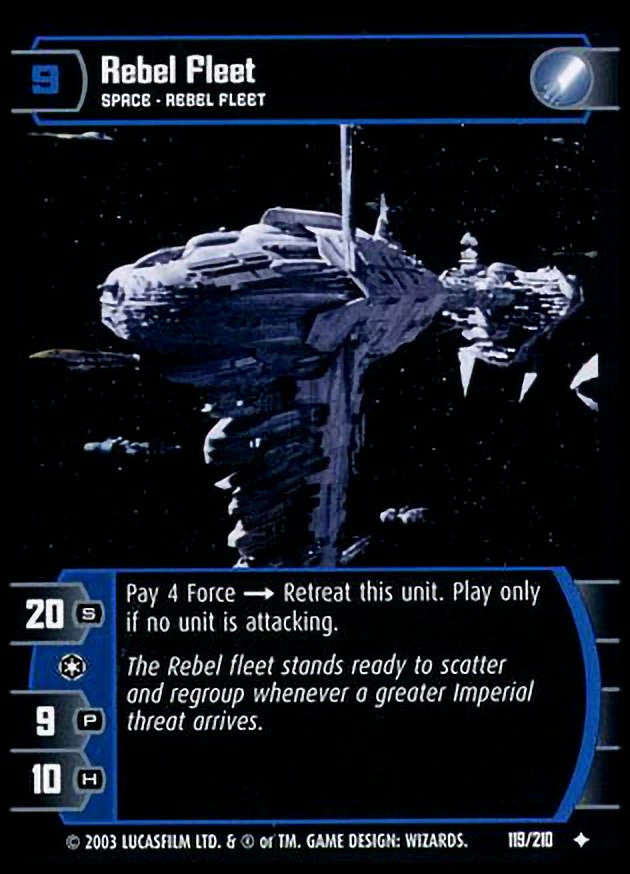 9
Rebel Fleet
SPACE - REBEL FLEET
20 S
Pay 4 Force → Retreat this unit. Play only
if no unit is attacking.
The Rebel fleet stands ready to scatter
and regroup whenever a greater Imperial
threat arrives.
9 P
10 H
© 2003 LUCASFILM LTD. & ® or TM. GAME DESIGN: WIZARDS.
119/210